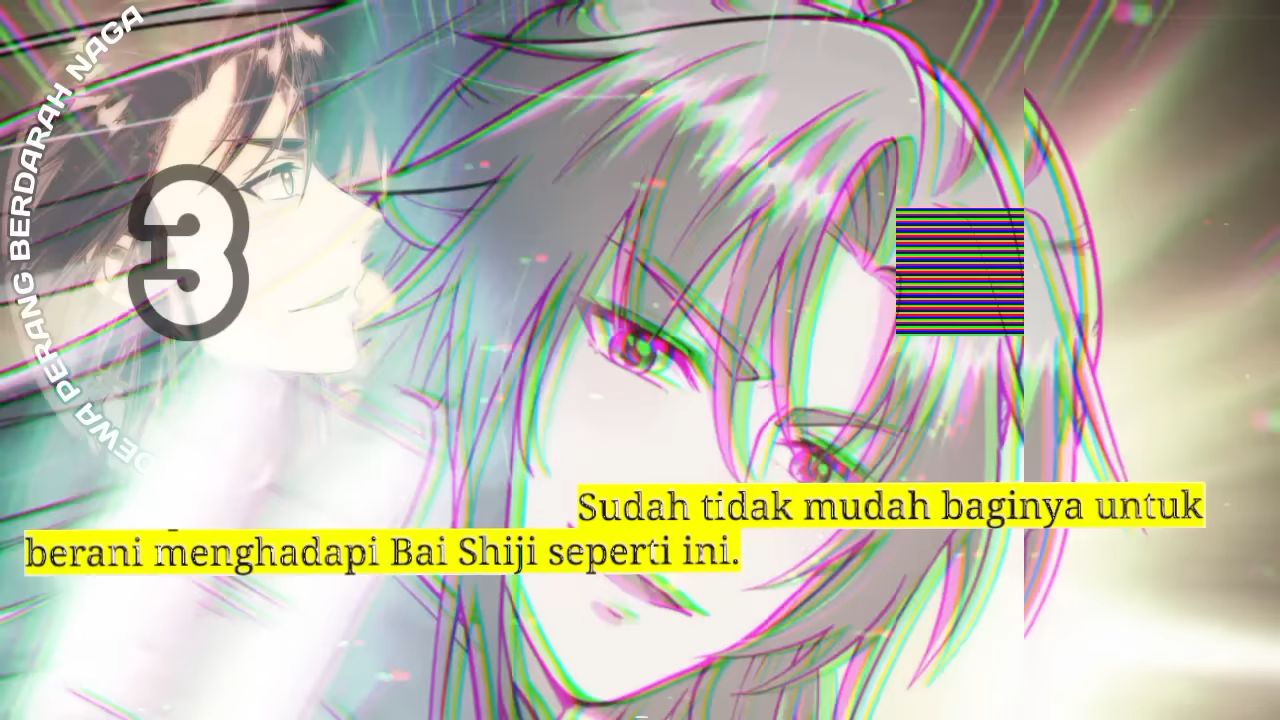 DEWA PERANG BERDARAH NAGA
3
Sudah tidak mudah baginya untuk
berani menghadapi Bai Shiji seperti ini.